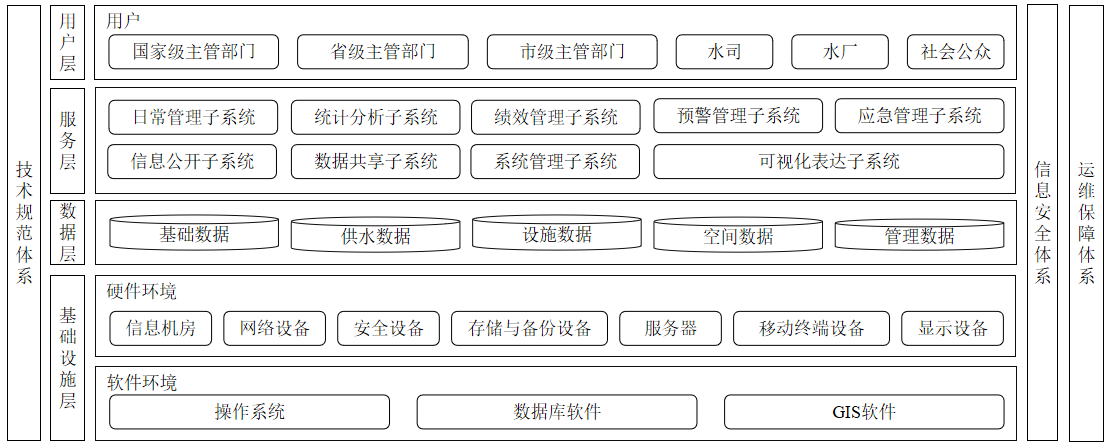 技术规范体系
用户层
用户
国家级主管部门
省级主管部门
市级主管部门
水司
水厂
社会公众
服务层
日常管理子系统
统计分析子系统
绩效管理子系统
预警管理子系统
应急管理子系统
信息公开子系统
数据共享子系统
系统管理子系统
可视化表达子系统
数据层
基础数据
供水数据
设施数据
空间数据
管理数据
基础设施层
硬件环境
信息机房
网络设备
安全设备
存储与备份设备
服务器
移动终端设备
显示设备
软件环境
操作系统
数据库软件
GIS软件
信息安全体系
运维保障体系